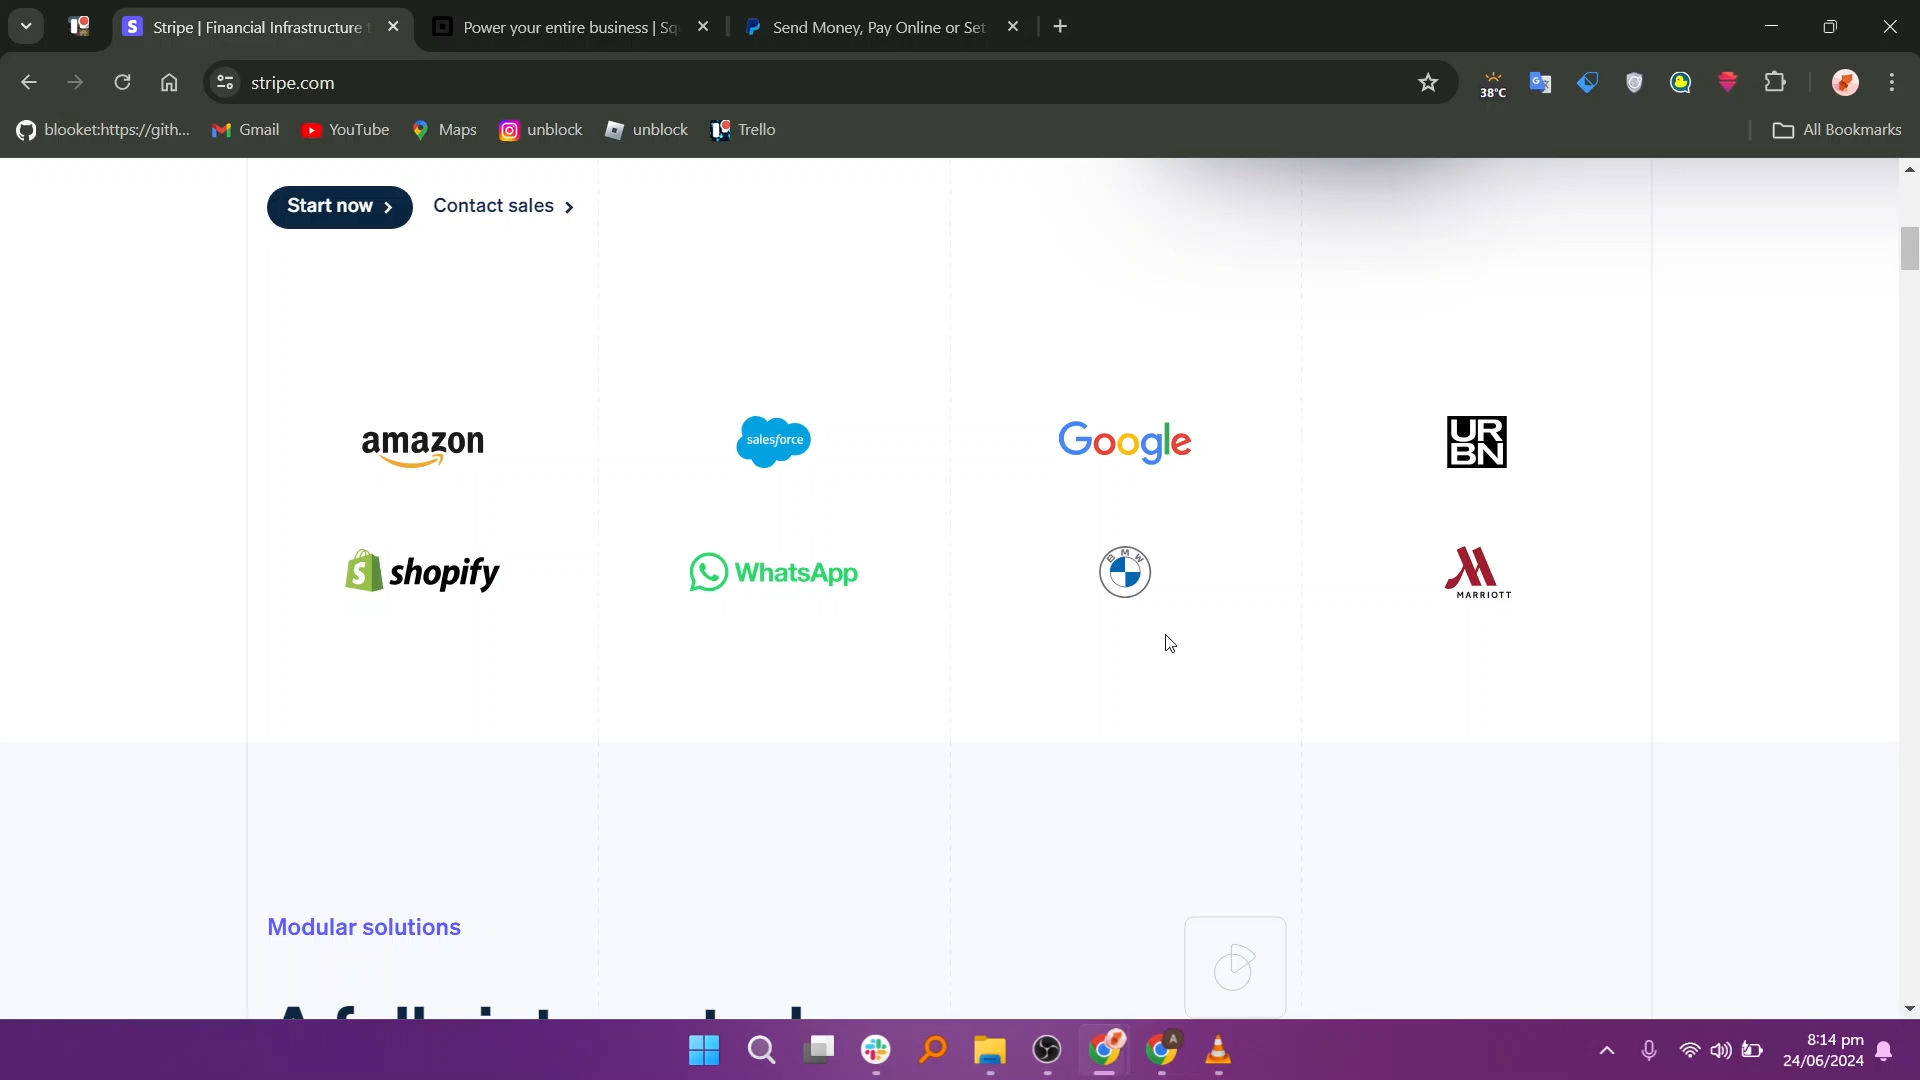 Stripe | Financial Infrastructure t
Power your entire business | Sq
Send Money, Pay Online or Set
stripe.com
38°C
blooket:https://gith...
Gmail
YouTube
Maps
unblock
unblock
Trello
All Bookmarks
Start now
Contact sales
amazon
salesforce
Google
URBN
shopify
WhatsApp
BMW
MARRIOTT
Modular solutions
8:14 pm
24/06/2024